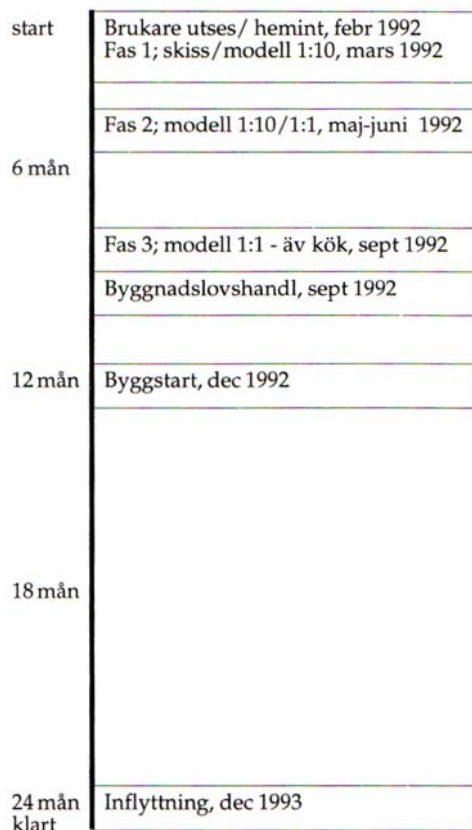 start Brukare utses/ hemint, febr 1992
Fas 1; skiss/modell 1:10, mars 1992
Fas 2; modell 1:10/1:1, maj-juni 1992
6 mån
Fas 3; modell 1:1 - äv kök, sept 1992
Byggnadslovshandl, sept 1992
12 mån Byggstart, dec 1992
18 mån
24 mån Inflyttning, dec 1993
klart